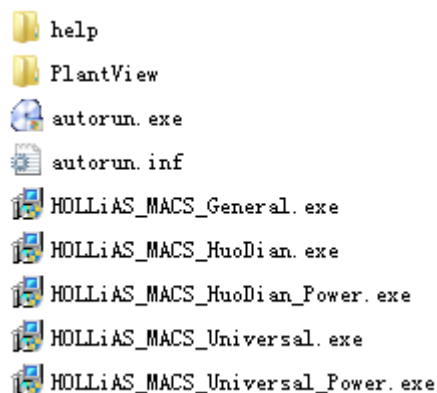 help
PlantView
autorun.exe
autorun.inf
HOLLiAS_MACS_General.exe
HOLLiAS_MACS_HuoDian.exe
HOLLiAS_MACS_HuoDian_Power.exe
HOLLiAS_MACS_Universal.exe
HOLLiAS_MACS_Universal_Power.exe